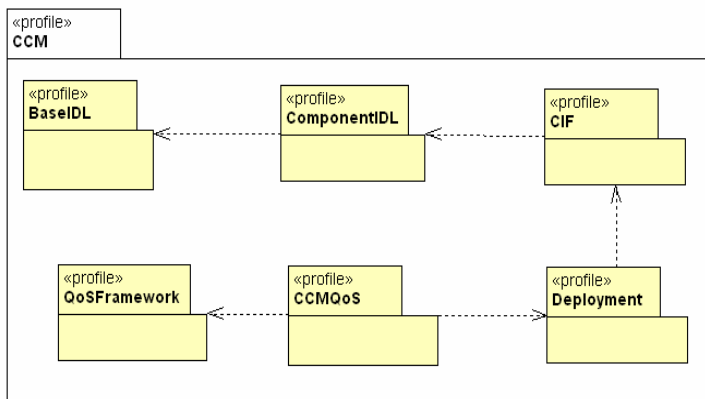 «profile»
CCM
«profile»
BaseIDL
«profile»
ComponentIDL
«profile»
CIF
«profile»
QoSFramework
«profile»
CCMQoS
«profile»
Deployment